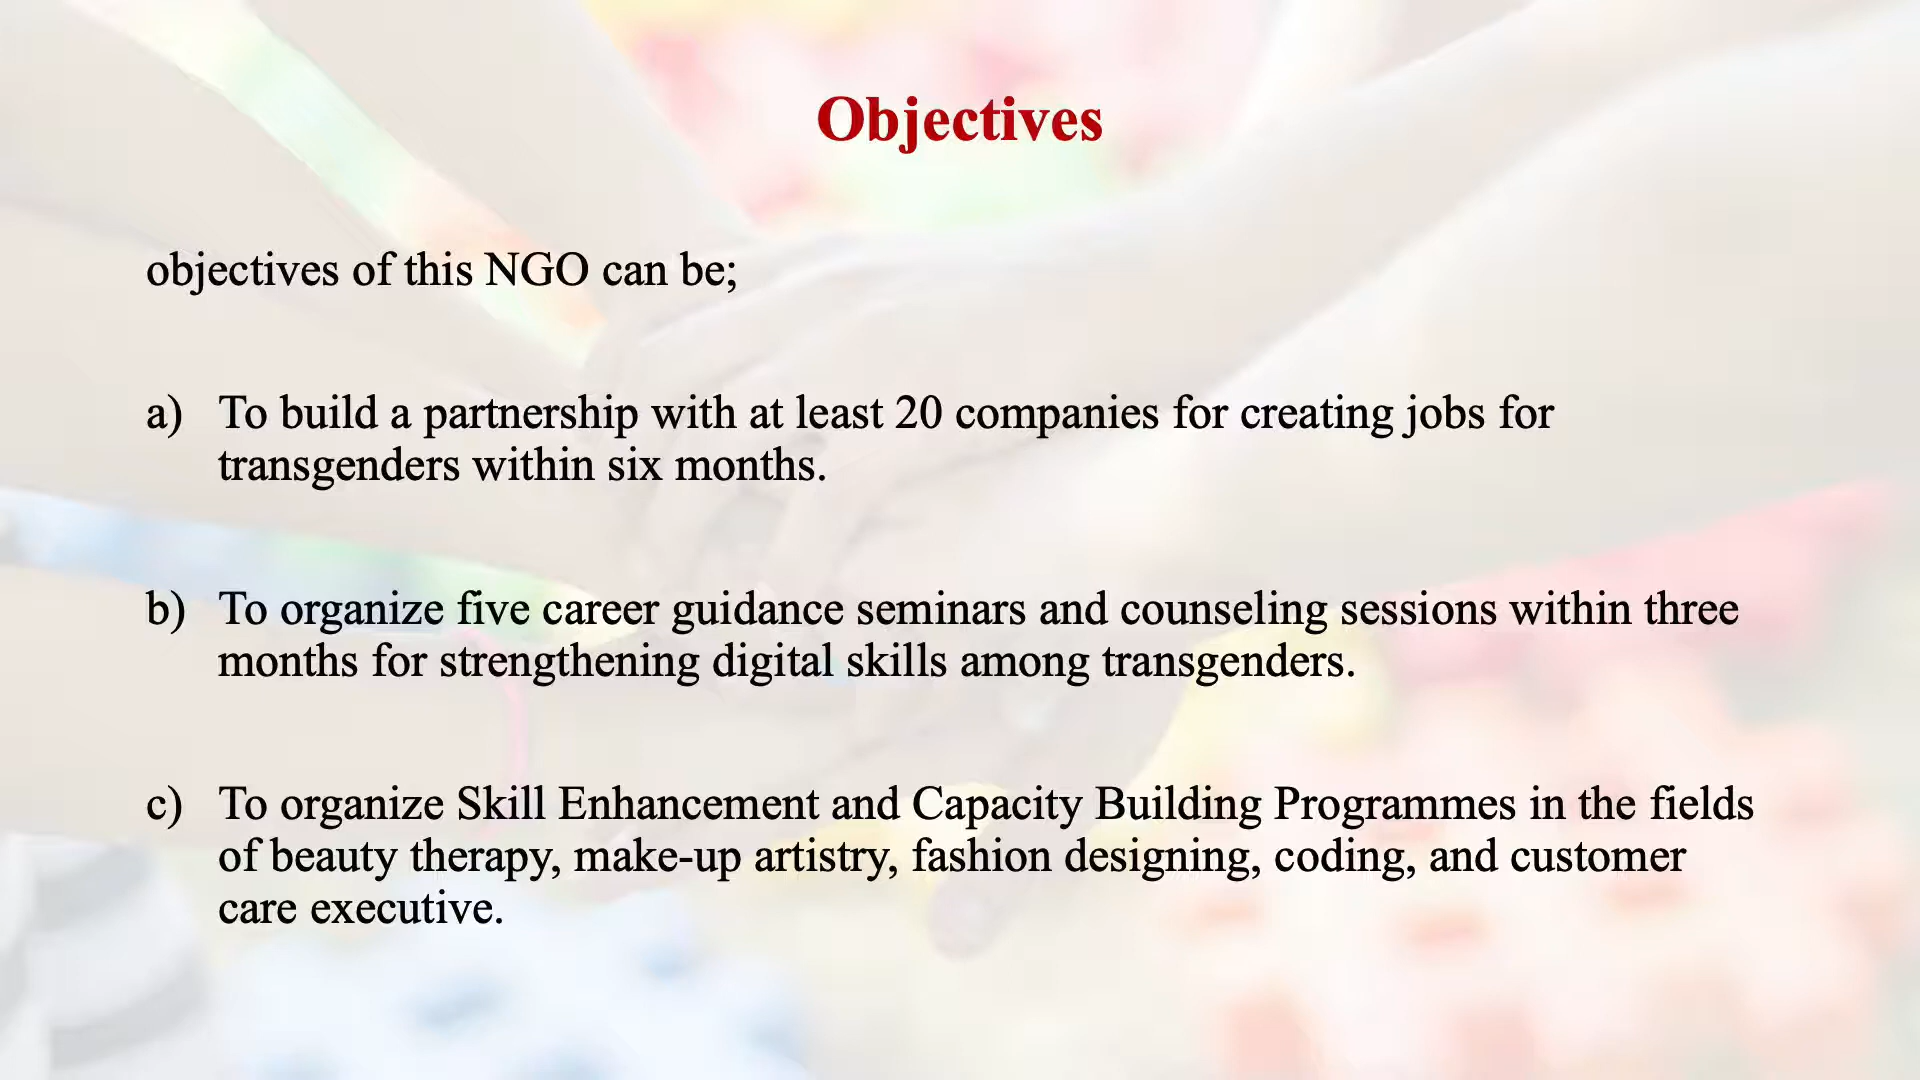 Objectives
objectives of this NGO can be;
a) To build a partnership with at least 20 companies for creating jobs for
transgenders within six months.
b) To organize five career guidance seminars and counseling sessions within three
months for strengthening digital skills among transgenders.
c) To organize Skill Enhancement and Capacity Building Programmes in the fields
of beauty therapy, make-up artistry, fashion designing, coding, and customer
care executive.